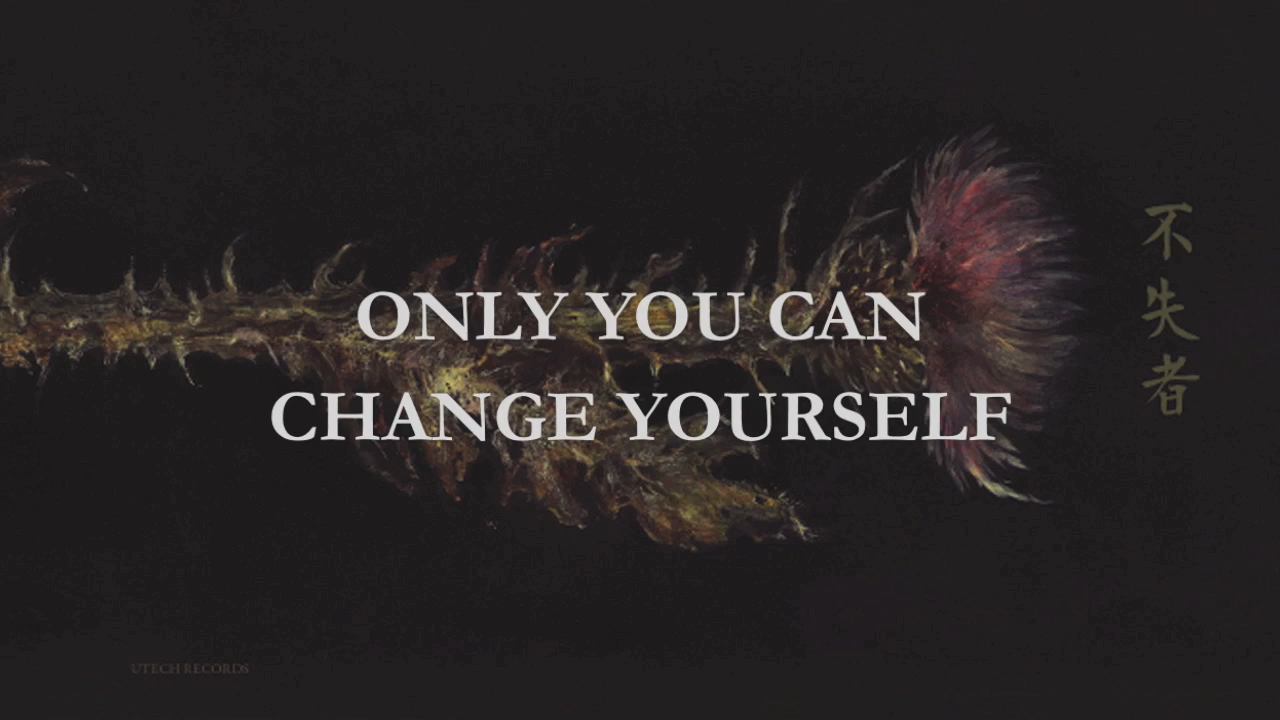 ONLY YOU CAN
CHANGE YOURSELF
不失者
UTECH RECORDS